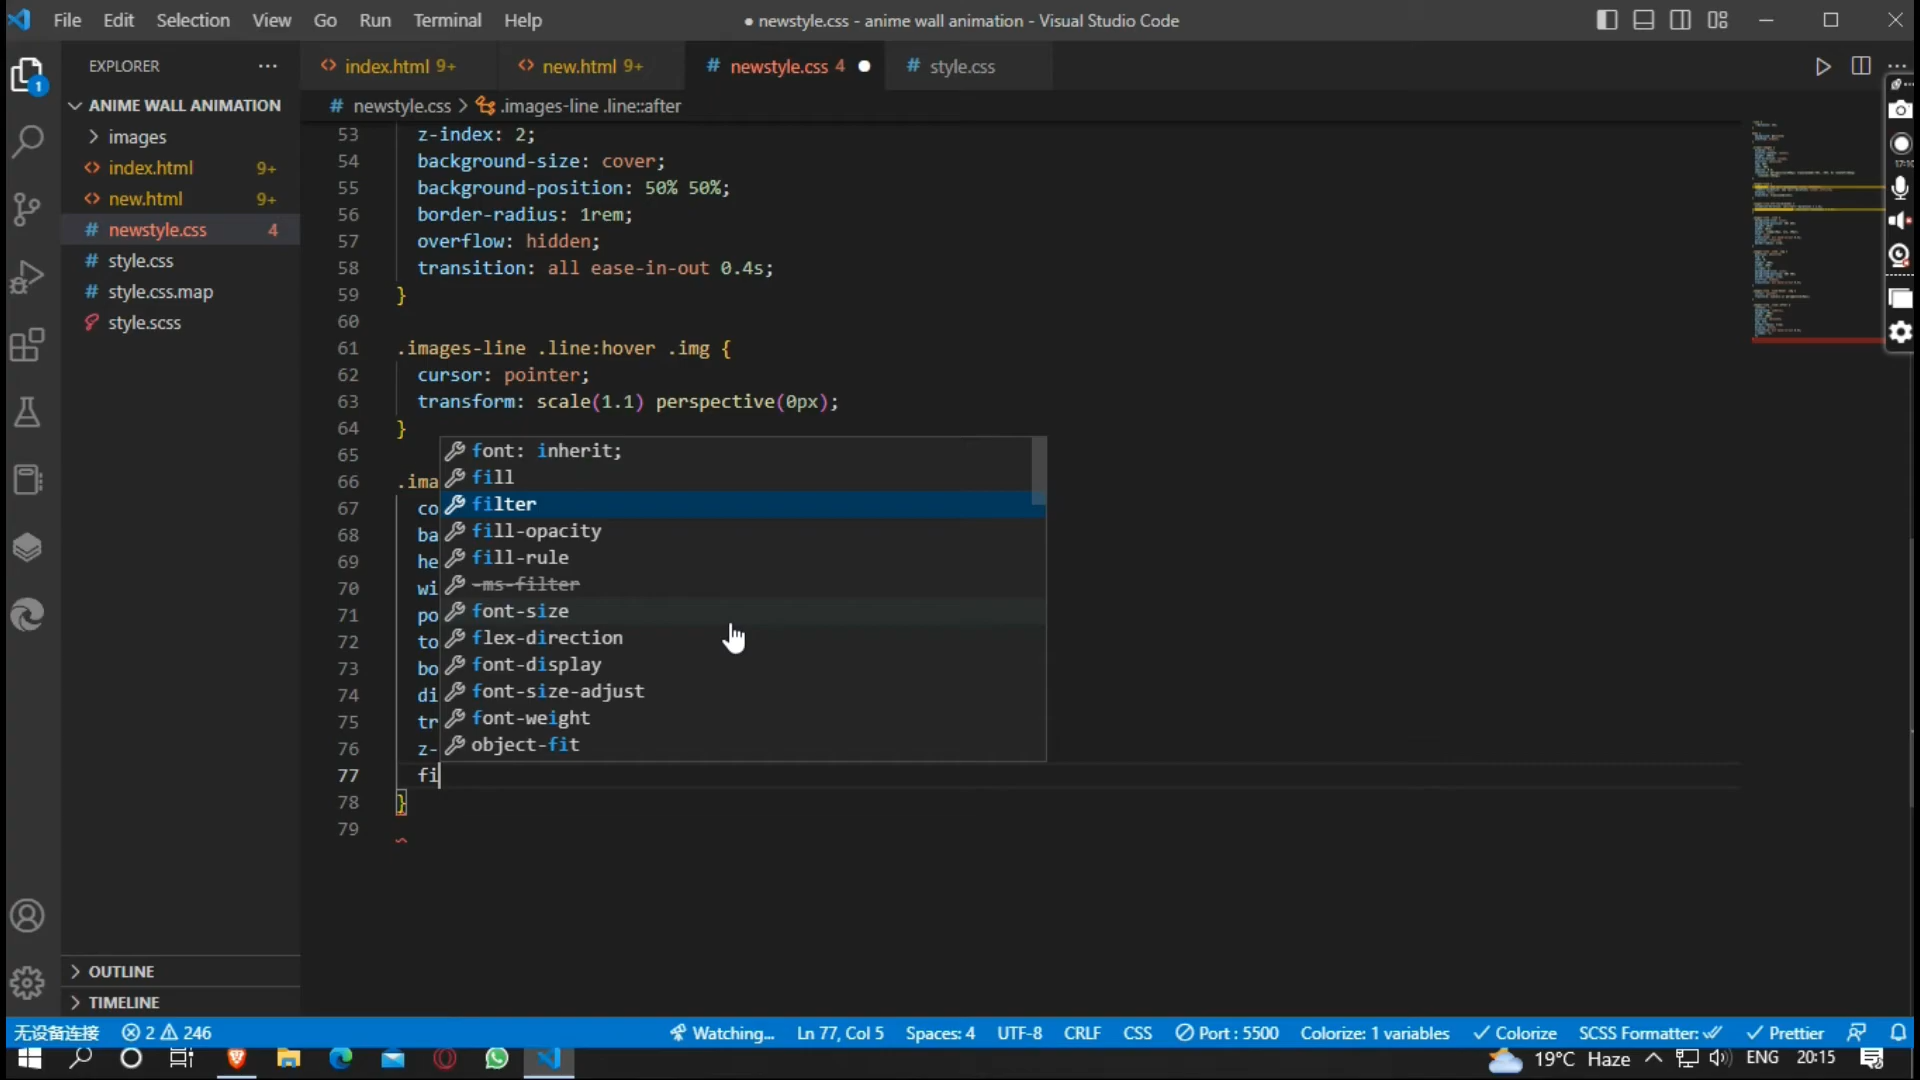 File Edit Selection View Go Run Terminal Help
● newstyle.css - anime wall animation - Visual Studio Code
EXPLORER
index.html 9+
new.html 9+
newstyle.css 4
style.css
ANIME WALL ANIMATION
newstyle.css > .images-line .line::after
images
index.html 9+
new.html 9+
newstyle.css 4
style.css
style.css.map
style.scss
53 z-index: 2;
54 background-size: cover;
55 background-position: 50% 50%;
56 border-radius: 1rem;
57 overflow: hidden;
58 transition: all ease-in-out 0.4s;
59 }
60
61 .images-line .line:hover .img {
62 cursor: pointer;
63 transform: scale(1.1) perspective(0px);
64 }
65
66 .ima
67 co
68 ba
69 he
70 wi
71 po
72 to
73 bo
74 di
75 tr
76 z-
77 fi
78 }
79
font: inherit;
fill
filter
fill-opacity
fill-rule
-ms-filter
font-size
flex-direction
font-display
font-size-adjust
font-weight
object-fit
1
OUTLINE
TIMELINE
无设备连接 2 246
Watching... Ln 77, Col 5 Spaces: 4 UTF-8 CRLF CSS Port : 5500 Colorize: 1 variables Colorize SCSS Formatter: Prettier
19°C Haze ENG 20:15